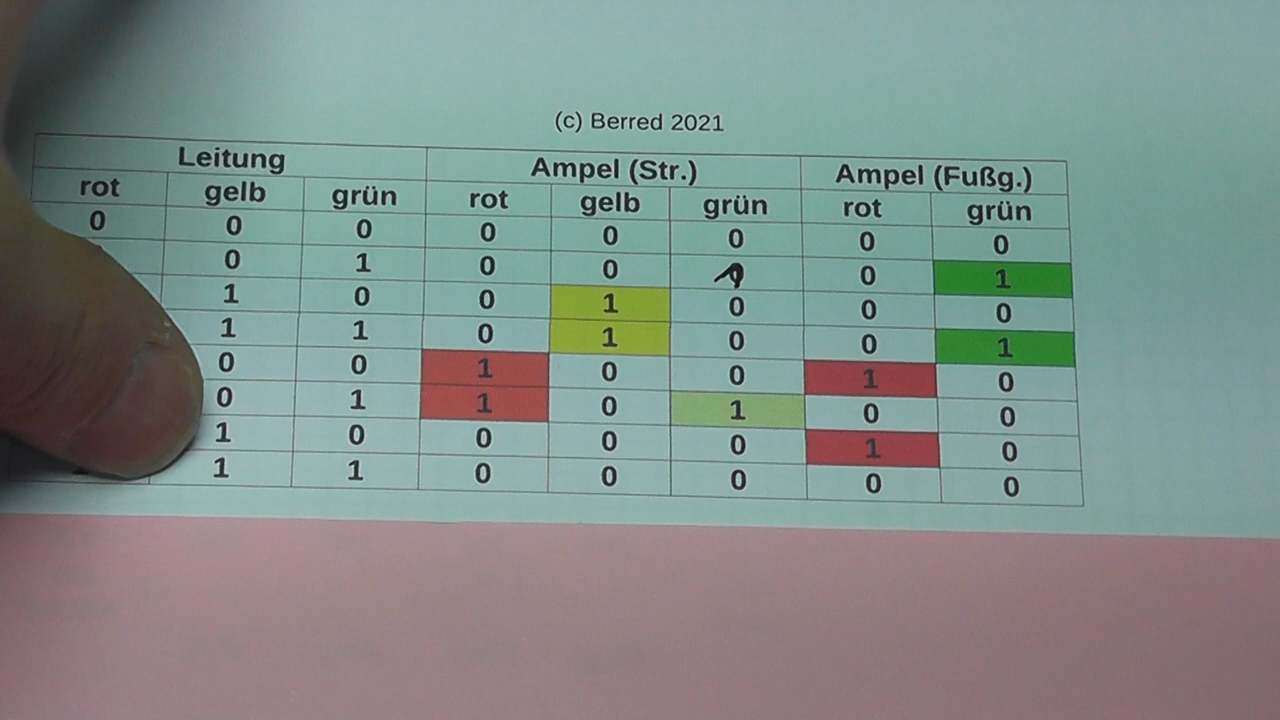 (c) Berred 2021
Leitung Ampel (Str.) Ampel (Fußg.)
rot gelb grün rot gelb grün rot grün
0 0 0 0 0 0 0 0
0 1 0 0 0 1
1 0 0 1 0 0 0
1 1 0 1 0 0 1
0 0 1 0 0 1 0
0 1 1 0 1 0 0
1 0 0 0 0 1 0
1 1 0 0 0 0 0